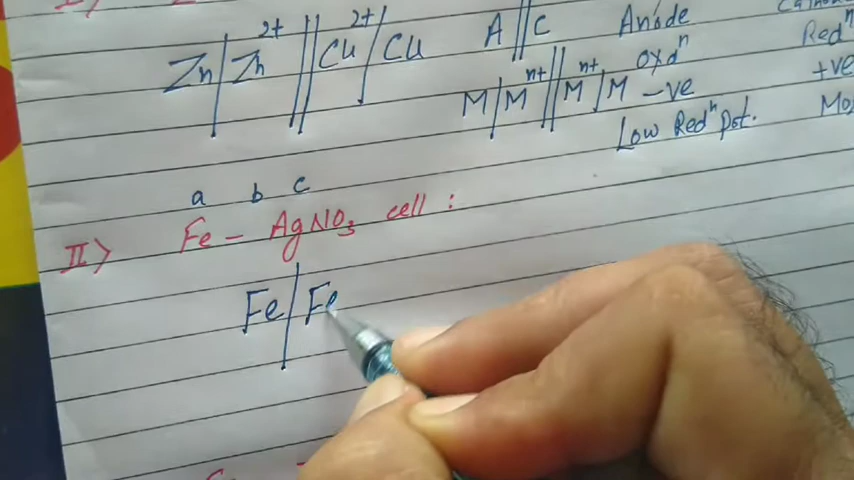 Zn | Zn²⁺ || Cu²⁺ | Cu A || C Anode
M | Mⁿ⁺ || Mⁿ⁺ | M oxdⁿ Redⁿ
-ve +ve
Low Redⁿ pot.
a b c
II> Fe - AgNO₃ cell :
Fe | Fe